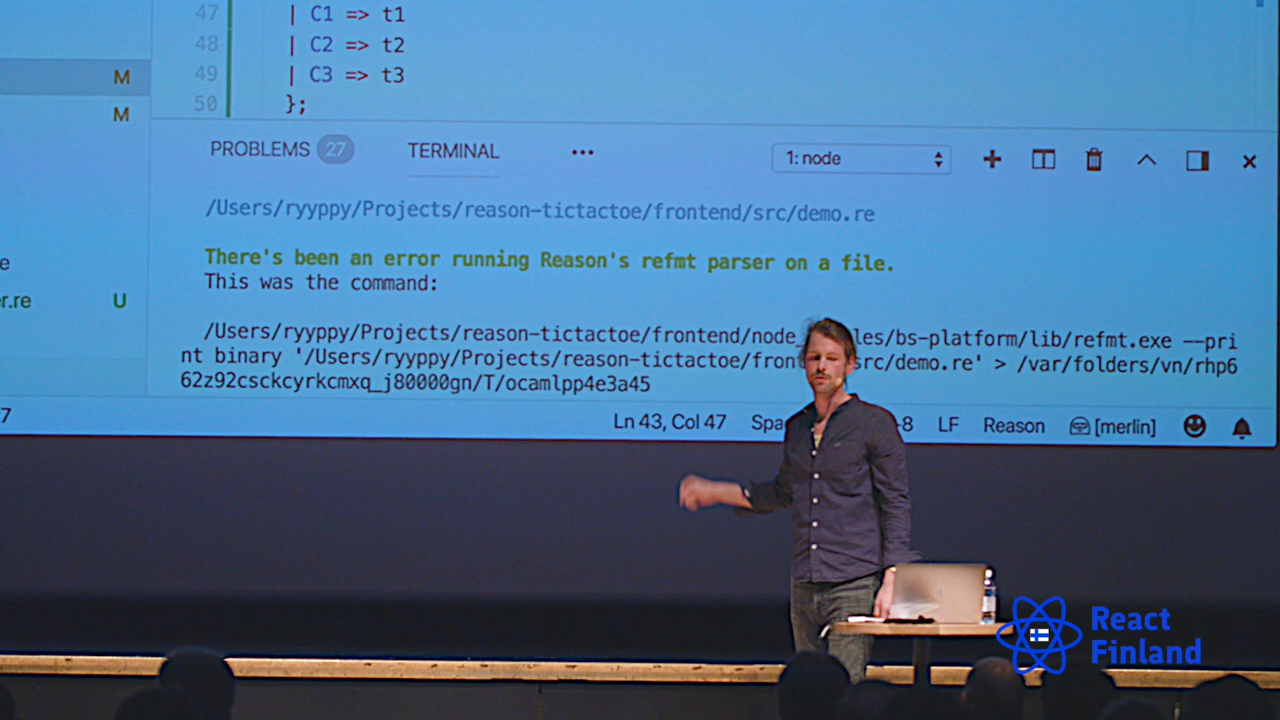 47 | C1 => t1
48 | C2 => t2
49 | C3 => t3
50 };
M
M
PROBLEMS 27 TERMINAL ••• 1: node
/Users/ryyppy/Projects/reason-tictactoe/frontend/src/demo.re
There's been an error running Reason's refmt parser on a file.
e
This was the command:
r.re U
/Users/ryyppy/Projects/reason-tictactoe/frontend/node_ les/bs-platform/lib/refmt.exe --pri
nt binary '/Users/ryyppy/Projects/reason-tictactoe/fron src/demo.re' > /var/folders/vn/rhp6
62z92csckcyrkcmxq_j80000gn/T/ocamlpp4e3a45
7 Ln 43, Col 47 Spa -8 LF Reason [merlin]
React
Finland